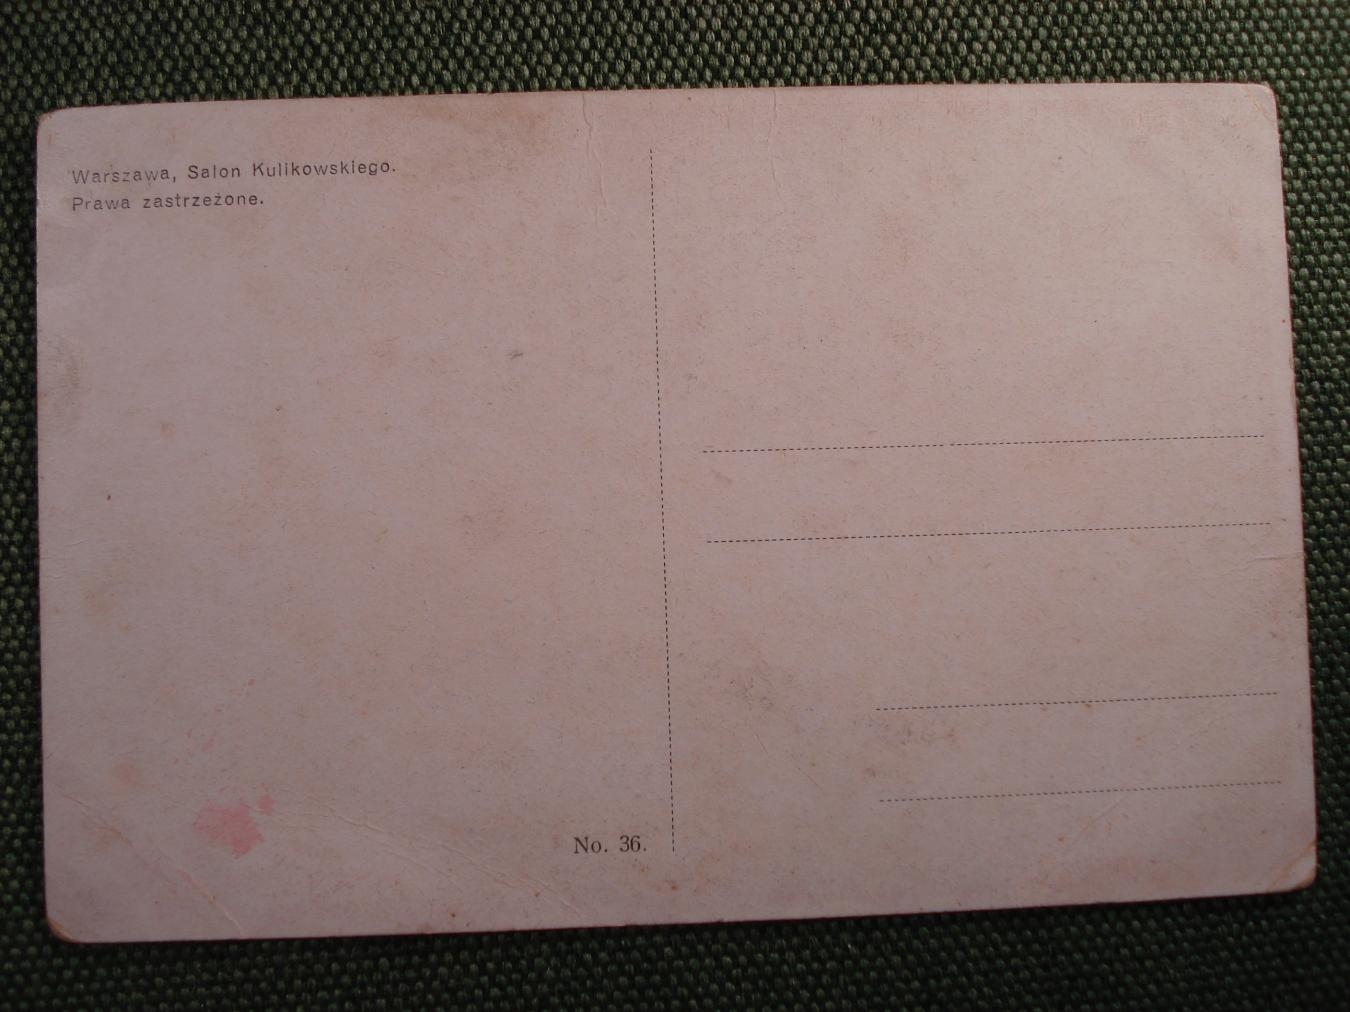 Warszawa, Salon Kulikowskiego.
Prawa zastrzeżone.
No. 36.